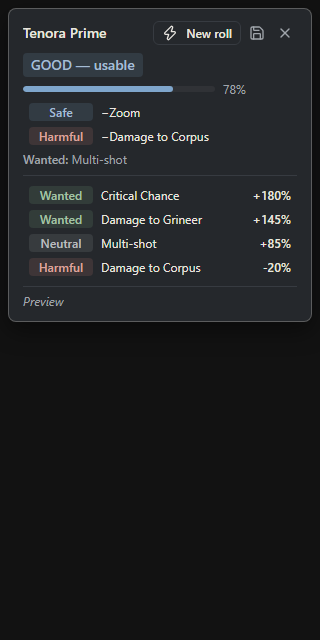 Tenora Prime
New roll
GOOD — usable
78%
Safe −Zoom
Harmful −Damage to Corpus
Wanted: Multi-shot
Wanted Critical Chance +180%
Wanted Damage to Grineer +145%
Neutral Multi-shot +85%
Harmful Damage to Corpus -20%
Preview